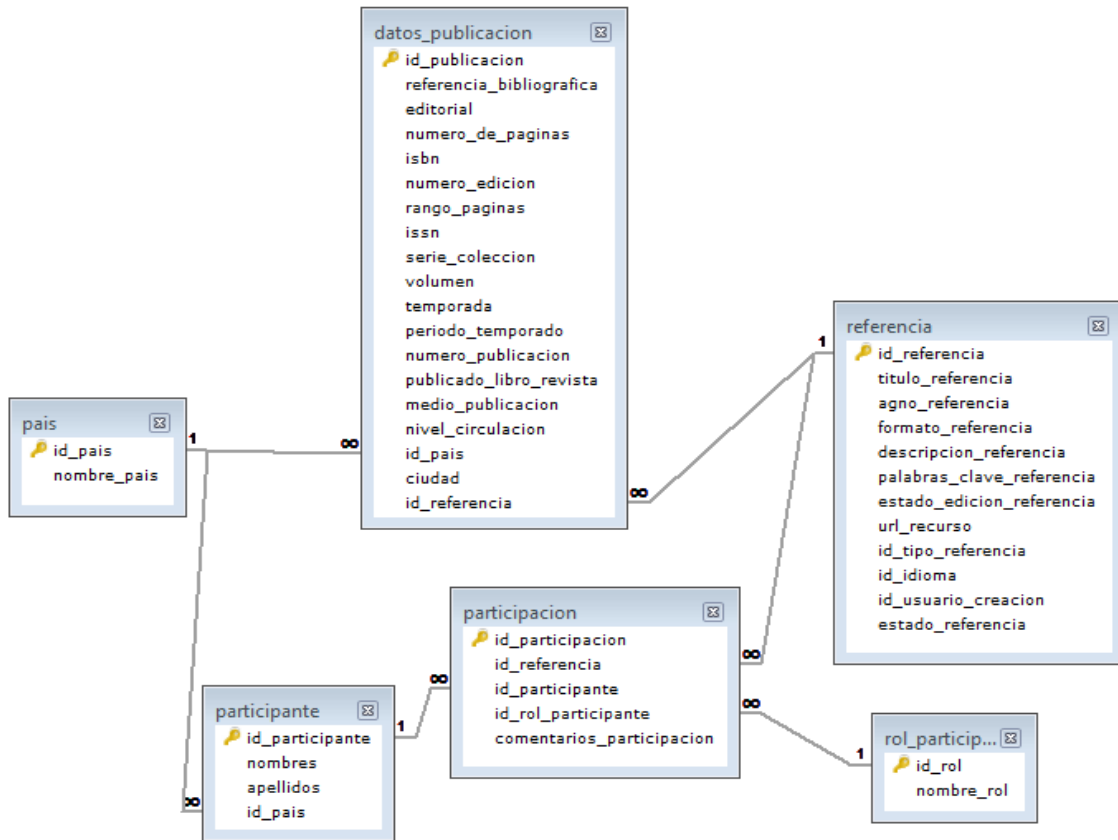 datos_publicacion
id_publicacion
referencia_bibliografica
editorial
numero_de_paginas
isbn
numero_edicion
rango_paginas
issn
serie_coleccion
volumen
temporada
periodo_temporado
numero_publicacion
publicado_libro_revista
medio_publicacion
nivel_circulacion
id_pais
ciudad
id_referencia
referencia
id_referencia
titulo_referencia
agno_referencia
formato_referencia
descripcion_referencia
palabras_clave_referencia
estado_edicion_referencia
url_recurso
id_tipo_referencia
id_idioma
id_usuario_creacion
estado_referencia
pais
id_pais
nombre_pais
1
∞
1
∞
participacion
id_participacion
id_referencia
id_participante
id_rol_participante
comentarios_participacion
∞
∞
∞
1
participante
id_participante
nombres
apellidos
id_pais
∞
1
rol_particip...
id_rol
nombre_rol